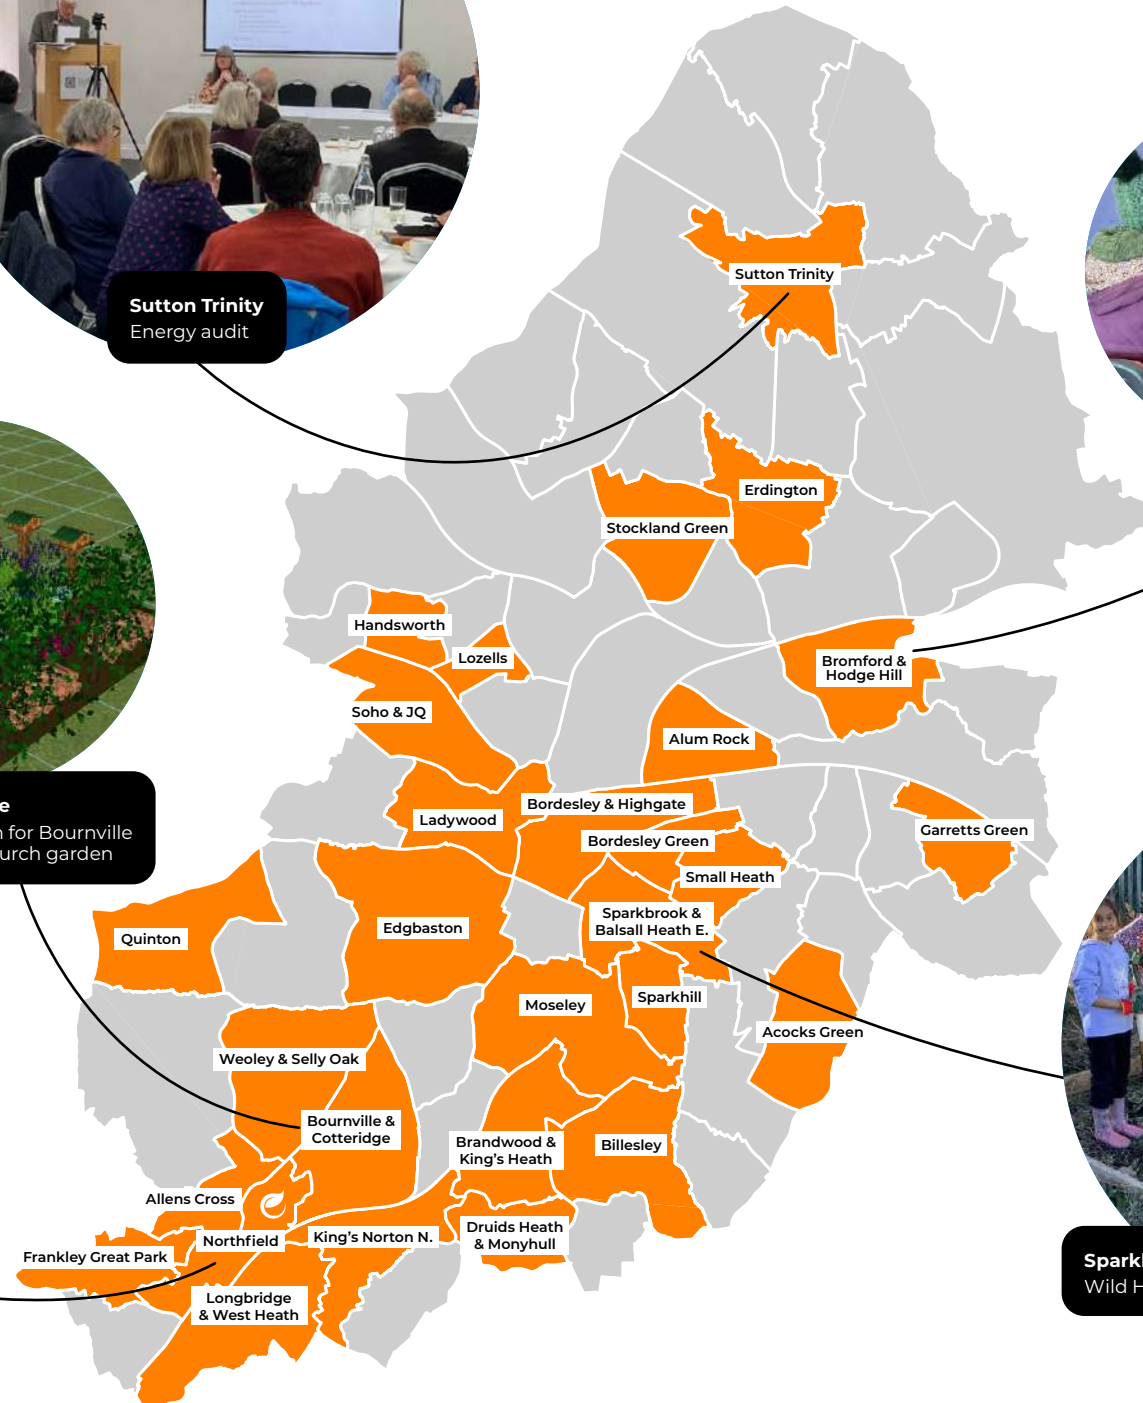 Sutton Trinity
Energy audit
Sutton Trinity
Erdington
Stockland Green
Handsworth
Lozells
Bromford &
Hodge Hill
Soho & JQ
Alum Rock
Bordesley & Highgate
Ladywood
Garretts Green
Bordesley Green
Small Heath
Sparkbrook &
Balsall Heath E.
Edgbaston
Quinton
Sparkhill
Moseley
Acocks Green
Weoley & Selly Oak
Bournville &
Cotteridge
Brandwood &
King's Heath
Billesley
Allens Cross
Northfield
King's Norton N.
Druids Heath
& Monyhull
Frankley Great Park
Longbridge
& West Heath
for Bournville
garden
Wild